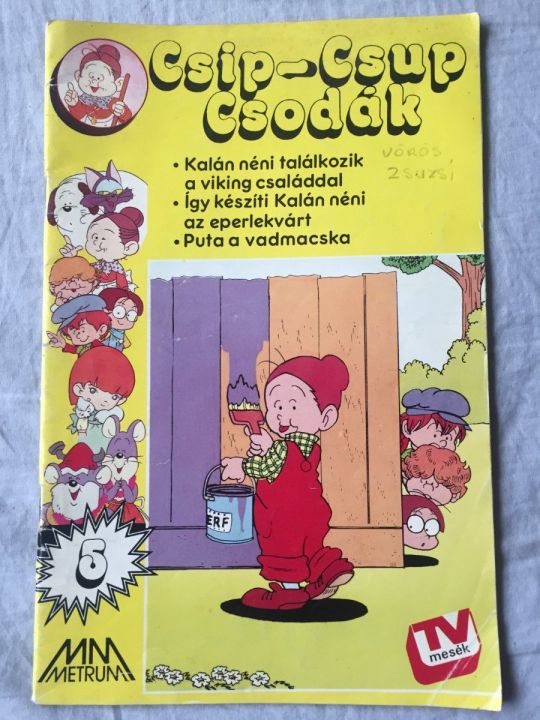 Csip-Csup
Csodák
• Kalán néni találkozik
a viking családdal
• Így készíti Kalán néni
az eperlekvárt
• Puta a vadmacska
VÖRÖS
ZSUZSI
ERF
5
MM
METRUM
TV
mesék